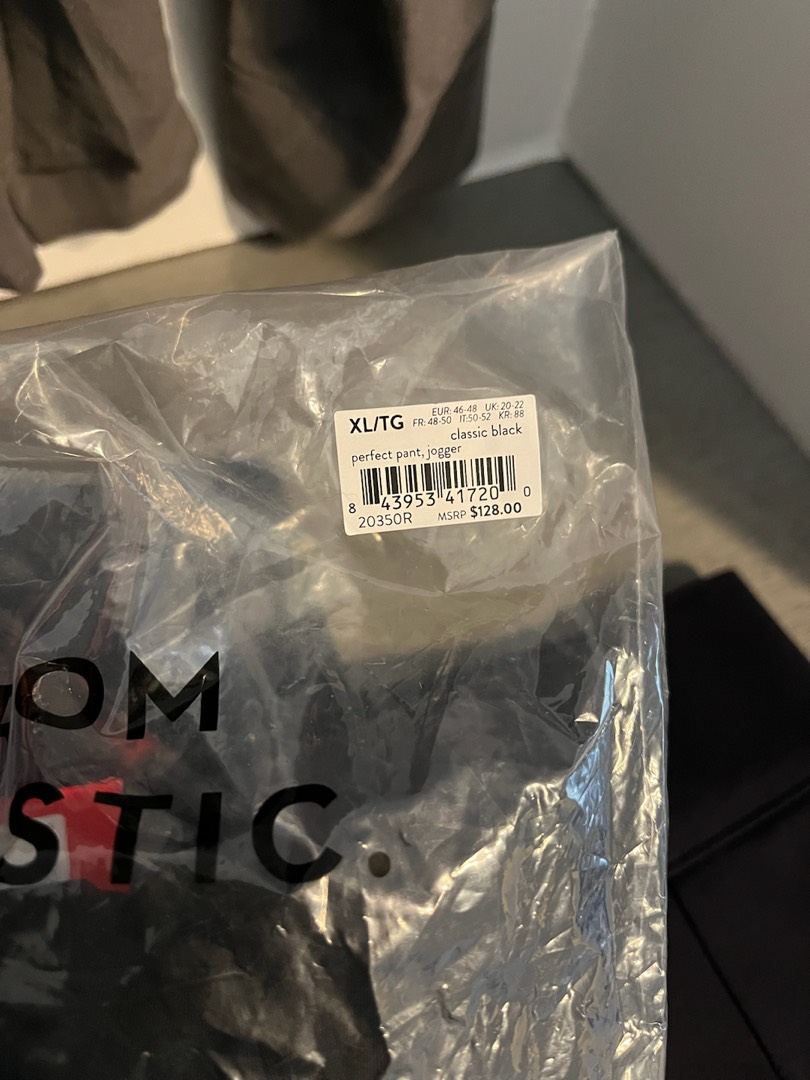 XL/TG
EUR: 46-48 UK: 20-22
FR: 48-50 IT:50-52 KR: 88
classic black
perfect pant, jogger
8 43953 41720 0
20350R MSRP $128.00
OM
STIC.